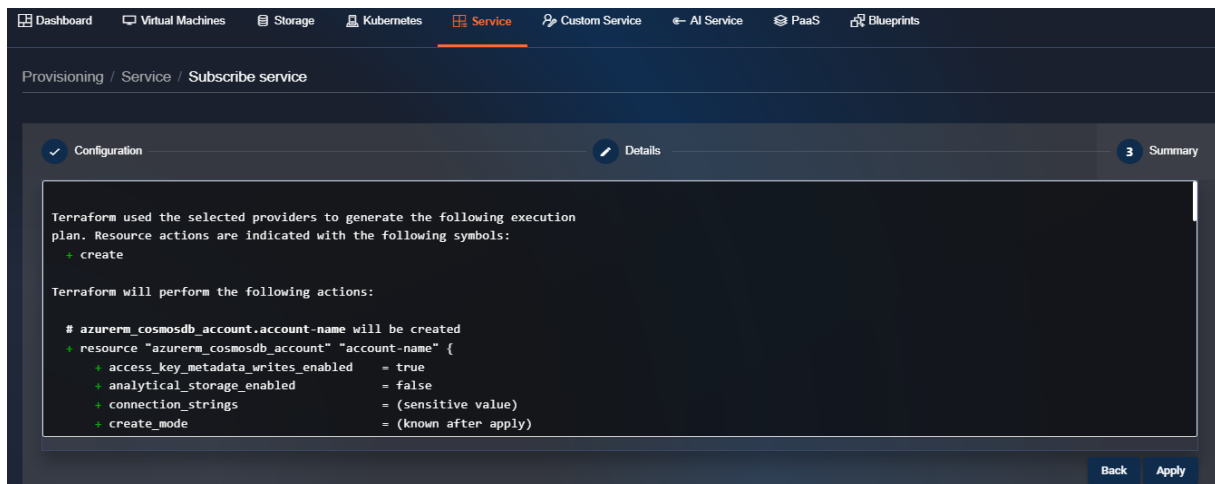 Dashboard Virtual Machines Storage Kubernetes Service Custom Service AI Service PaaS Blueprints
Provisioning / Service / Subscribe service
Configuration Details 3 Summary
Terraform used the selected providers to generate the following execution
plan. Resource actions are indicated with the following symbols:
+ create
Terraform will perform the following actions:
# azurerm_cosmosdb_account.account-name will be created
+ resource "azurerm_cosmosdb_account" "account-name" {
+ access_key_metadata_writes_enabled = true
+ analytical_storage_enabled = false
+ connection_strings = (sensitive value)
+ create_mode = (known after apply)
Back Apply